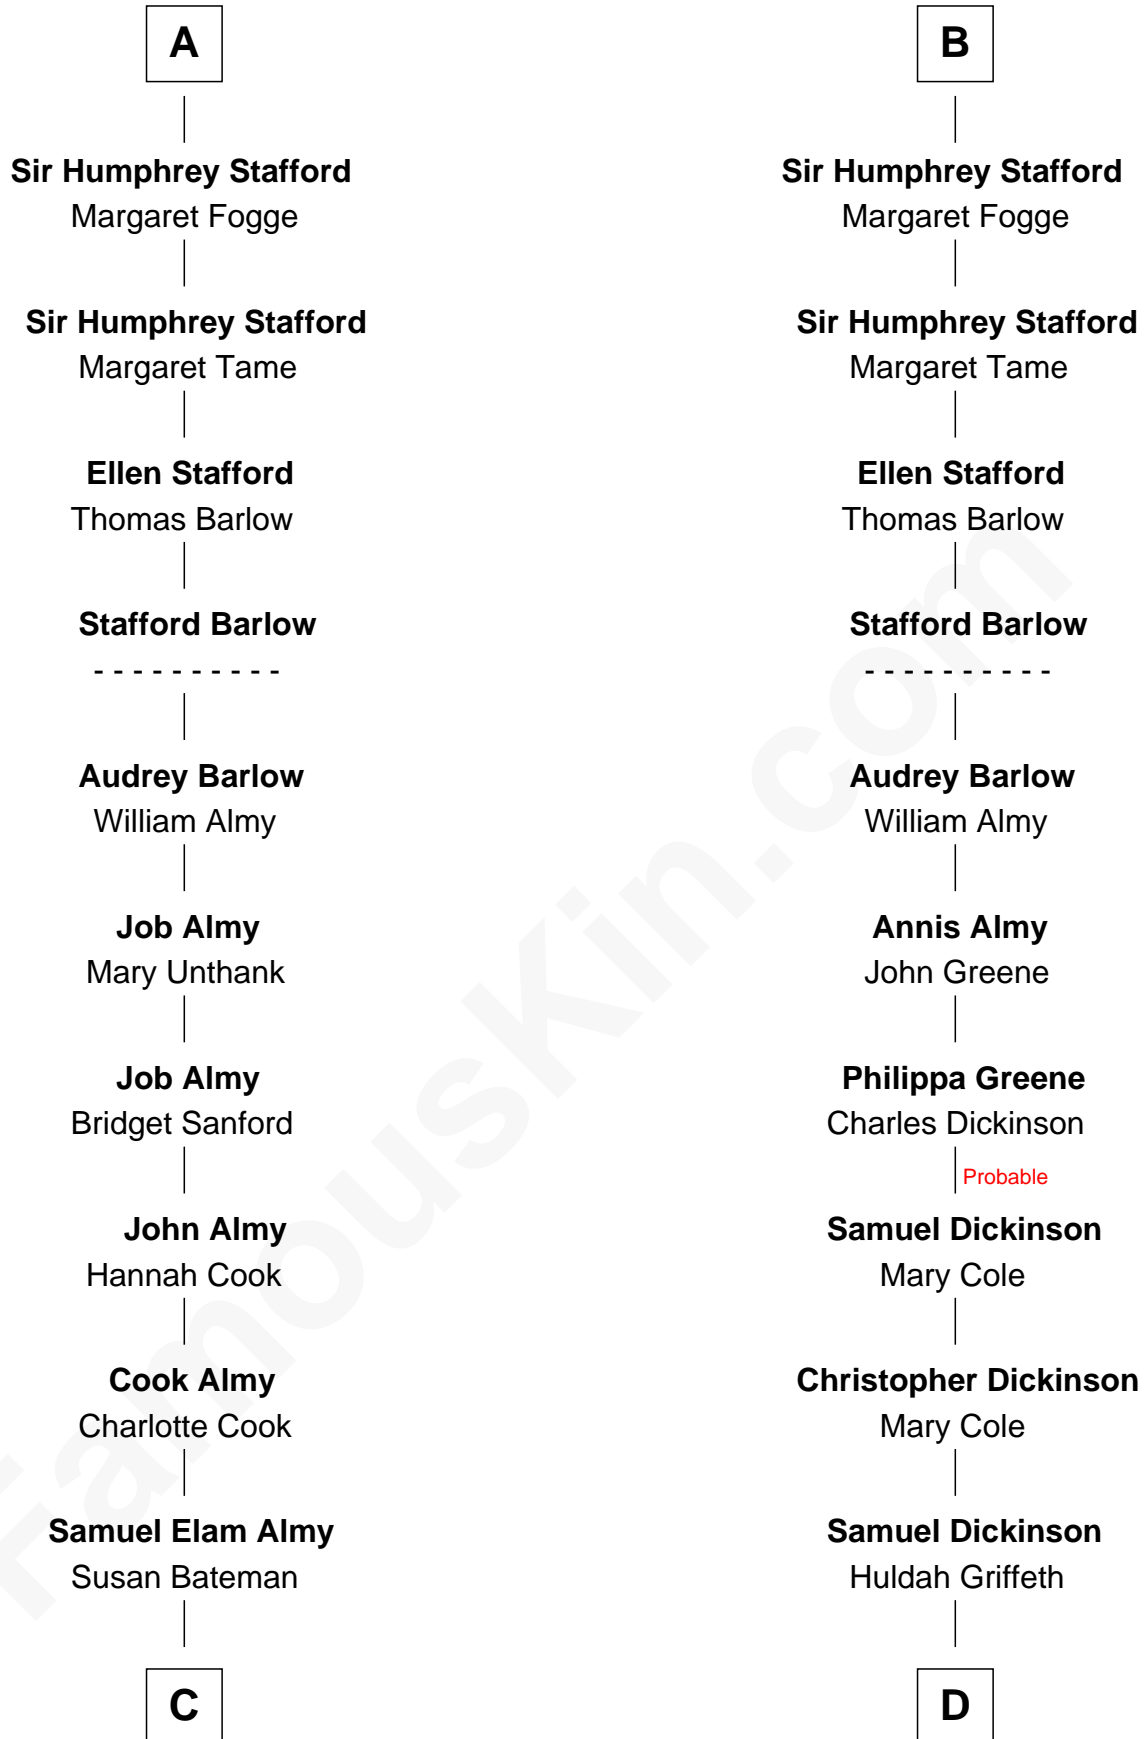 A
Sir Humphrey Stafford
Margaret Fogge
Sir Humphrey Stafford
Margaret Tame
Ellen Stafford
Thomas Barlow
Stafford Barlow
- - - - - - - - - -
Audrey Barlow
William Almy
Job Almy
Mary Unthank
Job Almy
Bridget Sanford
John Almy
Hannah Cook
Cook Almy
Charlotte Cook
Samuel Elam Almy
Susan Bateman
C
B
Sir Humphrey Stafford
Margaret Fogge
Sir Humphrey Stafford
Margaret Tame
Ellen Stafford
Thomas Barlow
Stafford Barlow
- - - - - - - - - -
Audrey Barlow
William Almy
Annis Almy
John Greene
Philippa Greene
Charles Dickinson
Probable
Samuel Dickinson
Mary Cole
Christopher Dickinson
Mary Cole
Samuel Dickinson
Huldah Griffeth
D
FamousKin.com